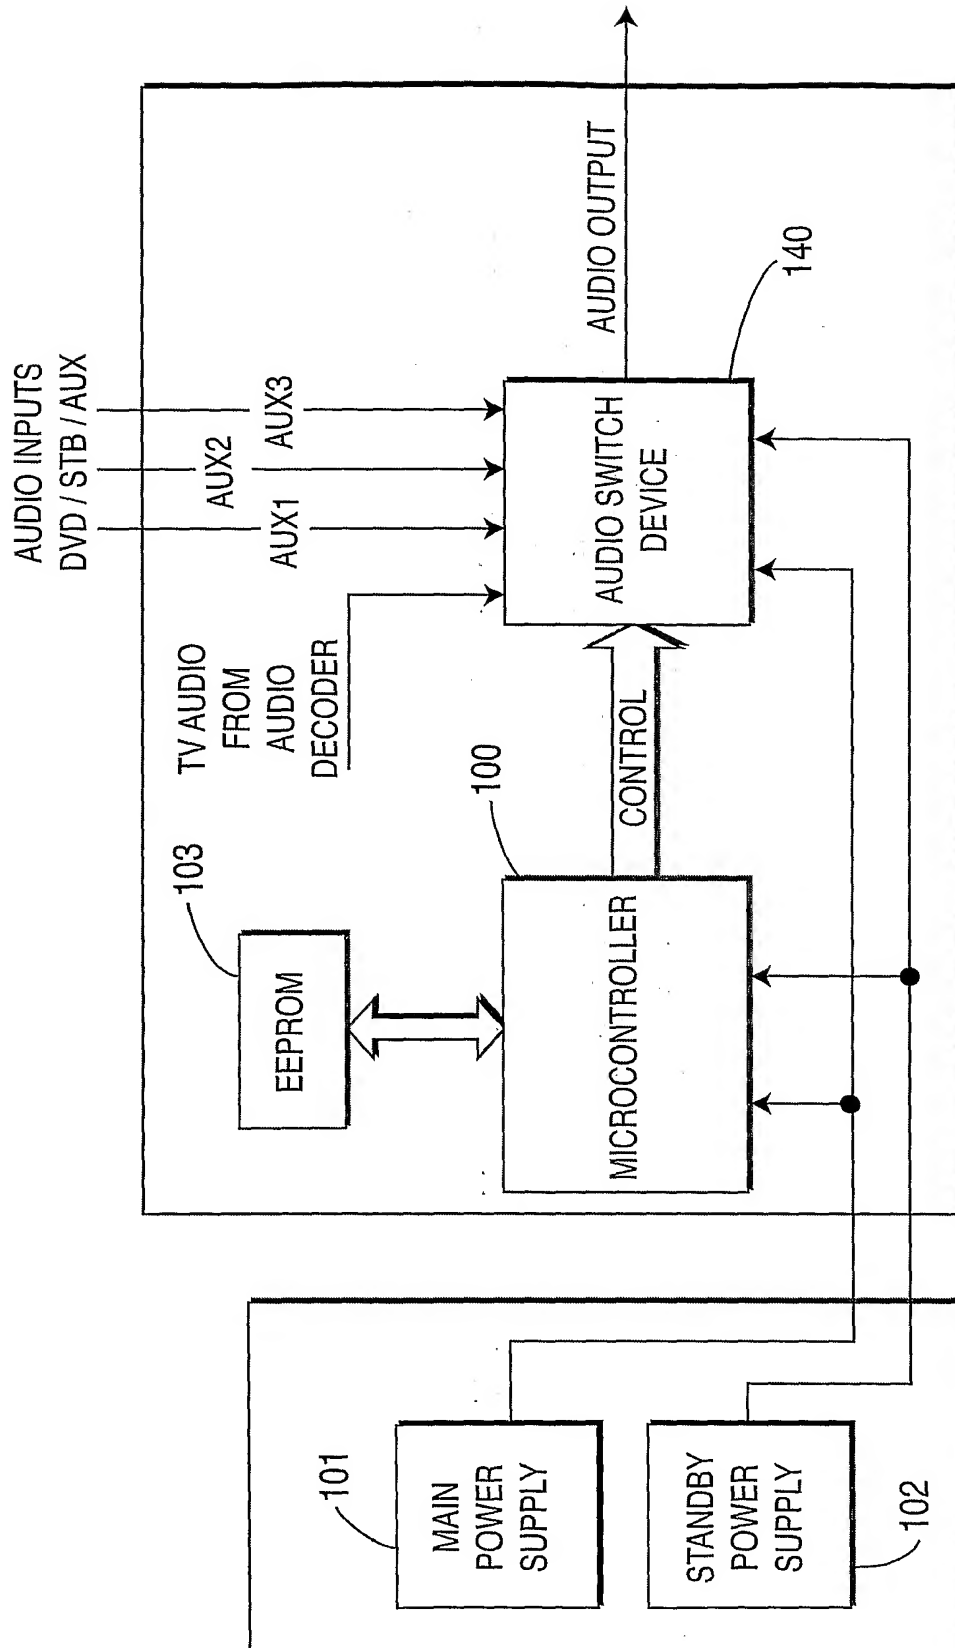 AUDIO INPUTS
DVD / STB / AUX
AUX1
AUX2
AUX3
TV AUDIO
FROM
AUDIO
DECODER
103
EEPROM
100
MICROCONTROLLER
CONTROL
AUDIO SWITCH
DEVICE
140
AUDIO OUTPUT
101
MAIN
POWER
SUPPLY
STANDBY
POWER
SUPPLY
102